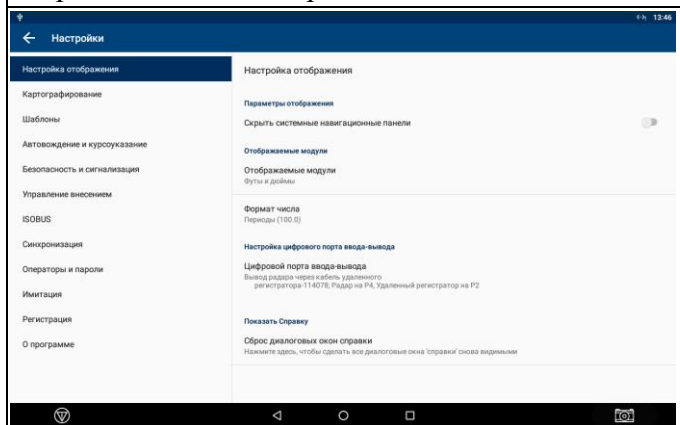 13:46
Настройки
Настройка отображения
Картографирование
Шаблоны
Автовождение и курсоуказание
Безопасность и сигнализация
Управление внесением
ISOBUS
Синхронизация
Операторы и пароли
Имитация
Регистрация
О программе
Настройка отображения
Параметры отображения
Скрыть системные навигационные панели
Отображаемые модули
Отображаемые модули
Футы и дюймы
Формат числа
Периоды (100.0)
Настройка цифрового порта ввода-вывода
Цифровой порта ввода-вывода
Вывод радара через кабель удаленного
регистратора-114078; Радар на P4, Удаленный регистратор на P2
Показать Справку
Сброс диалоговых окон справки
Нажмите здесь, чтобы сделать все диалоговые окна 'справки' снова видимыми